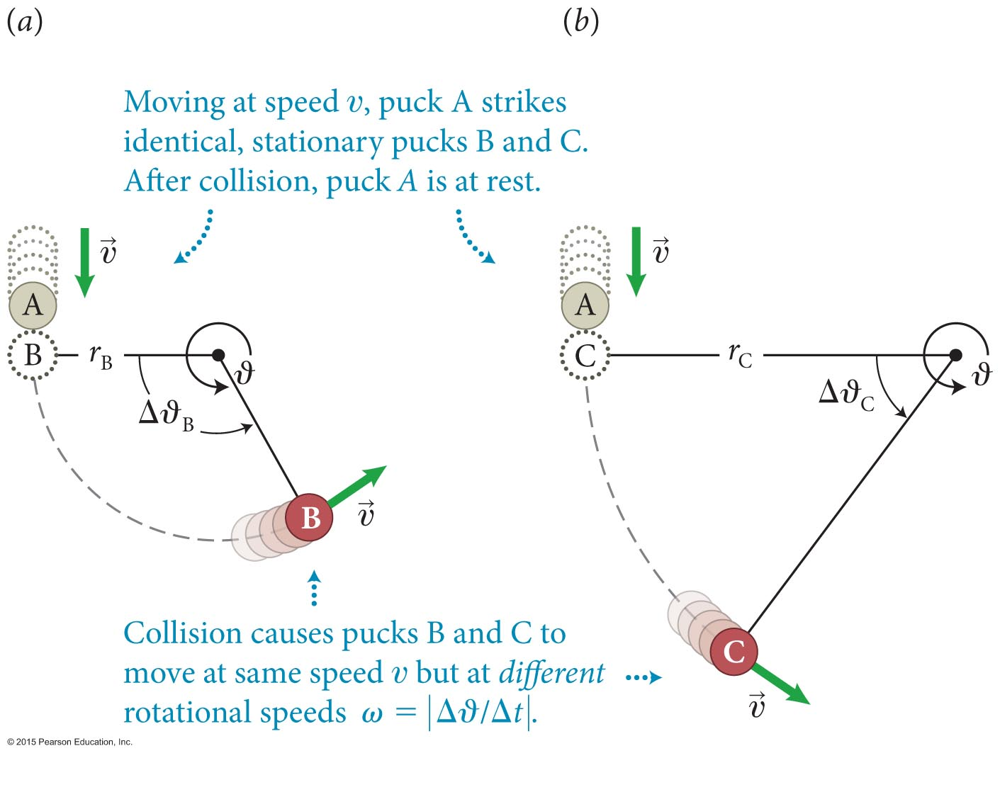 (a)
(b)
Moving at speed v, puck A strikes
identical, stationary pucks B and C.
After collision, puck A is at rest.
v⃗
A
B
r_B
ϑ
Δϑ_B
B
v⃗
v⃗
A
C
r_C
ϑ
Δϑ_C
C
v⃗
Collision causes pucks B and C to
move at same speed v but at different
rotational speeds ω = |Δϑ/Δt|.
© 2015 Pearson Education, Inc.